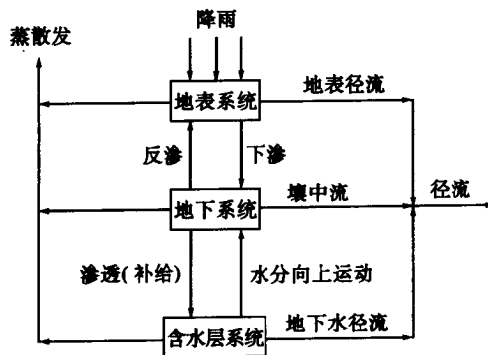 降雨
蒸散发
地表系统
地表径流
反渗
下渗
地下系统
壤中流
径流
渗透(补给)
水分向上运动
含水层系统
地下水径流